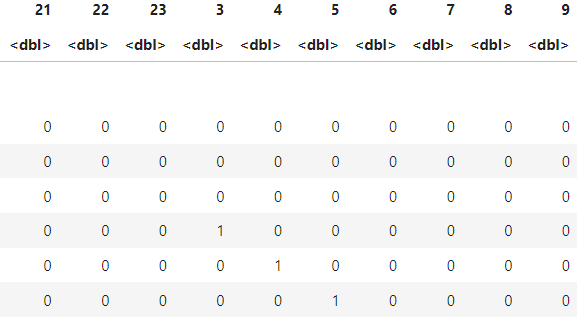 21 22 23 3 4 5 6 7 8 9
<dbl> <dbl> <dbl> <dbl> <dbl> <dbl> <dbl> <dbl> <dbl> <dbl>
0 0 0 0 0 0 0 0 0 0
0 0 0 0 0 0 0 0 0 0
0 0 0 0 0 0 0 0 0 0
0 0 0 1 0 0 0 0 0 0
0 0 0 0 1 0 0 0 0 0
0 0 0 0 0 1 0 0 0 0